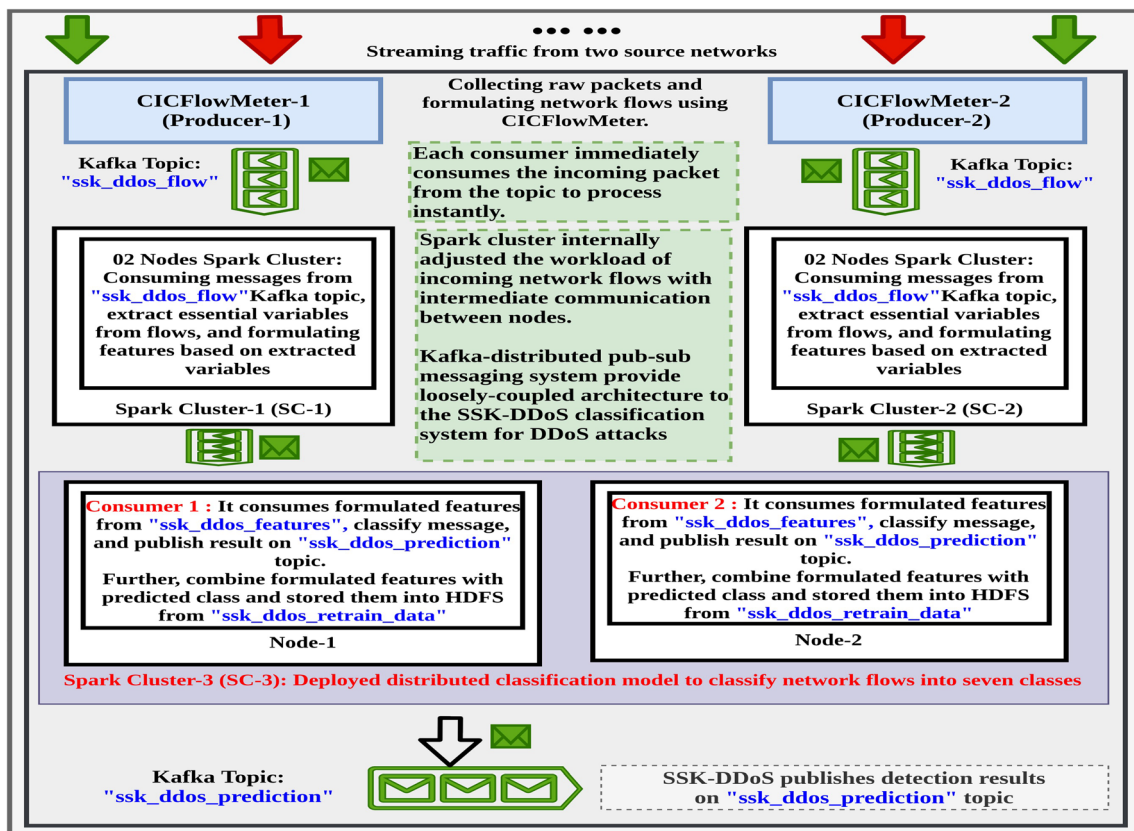 ... ...
Streaming traffic from two source networks
CICFlowMeter-1
(Producer-1)
Collecting raw packets and
formulating network flows using
CICFlowMeter.
CICFlowMeter-2
(Producer-2)
Kafka Topic:
"ssk_ddos_flow"
Each consumer immediately
consumes the incoming packet
from the topic to process
instantly.
Kafka Topic:
"ssk_ddos_flow"
02 Nodes Spark Cluster:
Consuming messages from
"ssk_ddos_flow"Kafka topic,
extract essential variables
from flows, and formulating
features based on extracted
variables
Spark Cluster-1 (SC-1)
Spark cluster internally
adjusted the workload of
incoming network flows with
intermediate communication
between nodes.
Kafka-distributed pub-sub
messaging system provide
loosely-coupled architecture to
the SSK-DDoS classification
system for DDoS attacks
02 Nodes Spark Cluster:
Consuming messages from
"ssk_ddos_flow"Kafka topic,
extract essential variables
from flows, and formulating
features based on extracted
variables
Spark Cluster-2 (SC-2)
Consumer 1 : It consumes formulated features
from "ssk_ddos_features", classify message,
and publish result on "ssk_ddos_prediction"
topic.
Further, combine formulated features with
predicted class and stored them into HDFS
from "ssk_ddos_retrain_data"
Node-1
Consumer 2 : It consumes formulated features
from "ssk_ddos_features", classify message,
and publish result on "ssk_ddos_prediction"
topic.
Further, combine formulated features with
predicted class and stored them into HDFS
from "ssk_ddos_retrain_data"
Node-2
Spark Cluster-3 (SC-3): Deployed distributed classification model to classify network flows into seven classes
Kafka Topic:
"ssk_ddos_prediction"
SSK-DDoS publishes detection results
on "ssk_ddos_prediction" topic